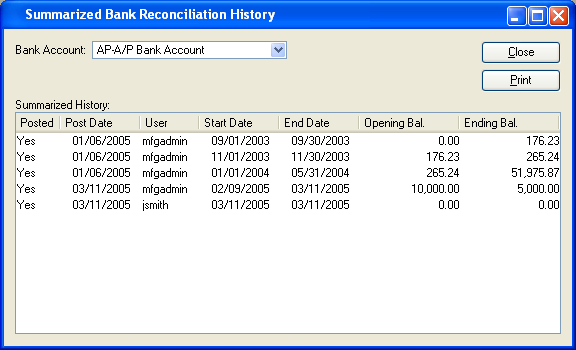 Summarized Bank Reconciliation History
Bank Account: AP-A/P Bank Account Close
Print
Summarized History:
Posted Post Date User Start Date End Date Opening Bal. Ending Bal.
Yes 01/06/2005 mfgadmin 09/01/2003 09/30/2003 0.00 176.23
Yes 01/06/2005 mfgadmin 11/01/2003 11/30/2003 176.23 265.24
Yes 01/06/2005 mfgadmin 01/01/2004 05/31/2004 265.24 51,975.87
Yes 03/11/2005 mfgadmin 02/09/2005 03/11/2005 10,000.00 5,000.00
Yes 03/11/2005 jsmith 03/11/2005 03/11/2005 0.00 0.00